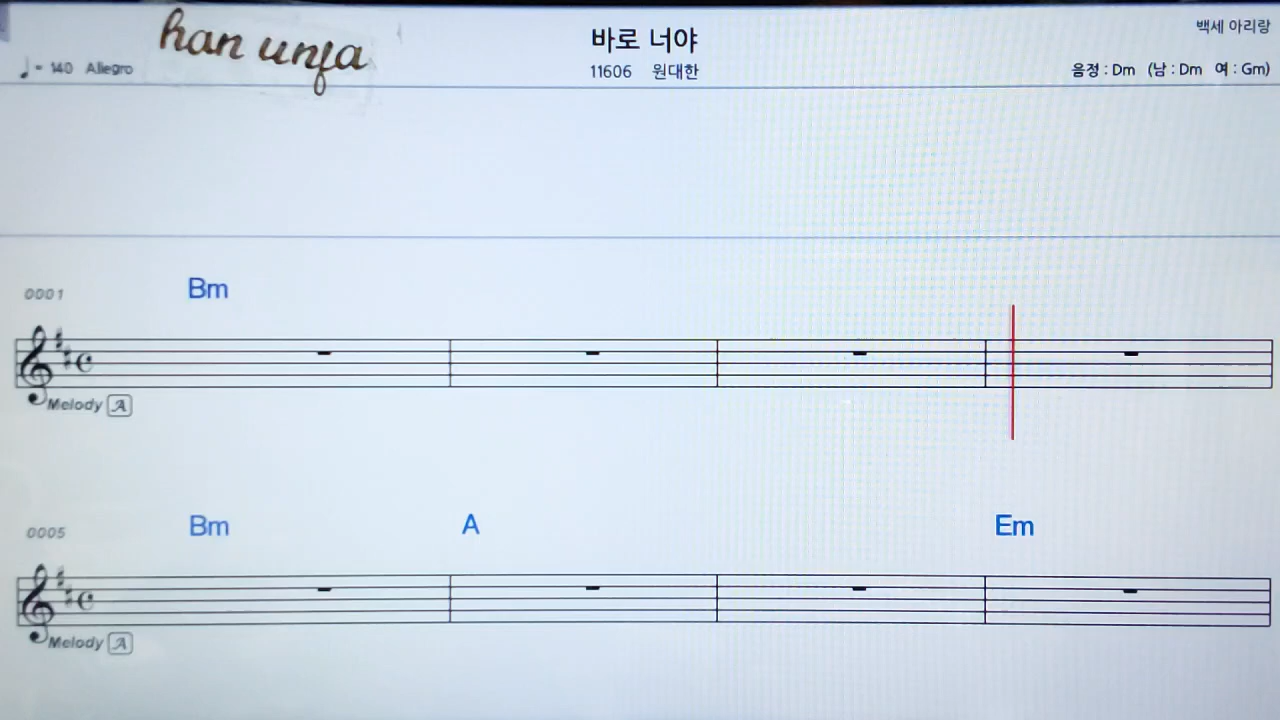 han unja
바로 너야
백세 아리랑
♩ = 140 Allegro
11606 원대한
음정 : Dm (남 : Dm 여 : Gm)
0001 Bm
Melody A
0005 Bm A Em
Melody A